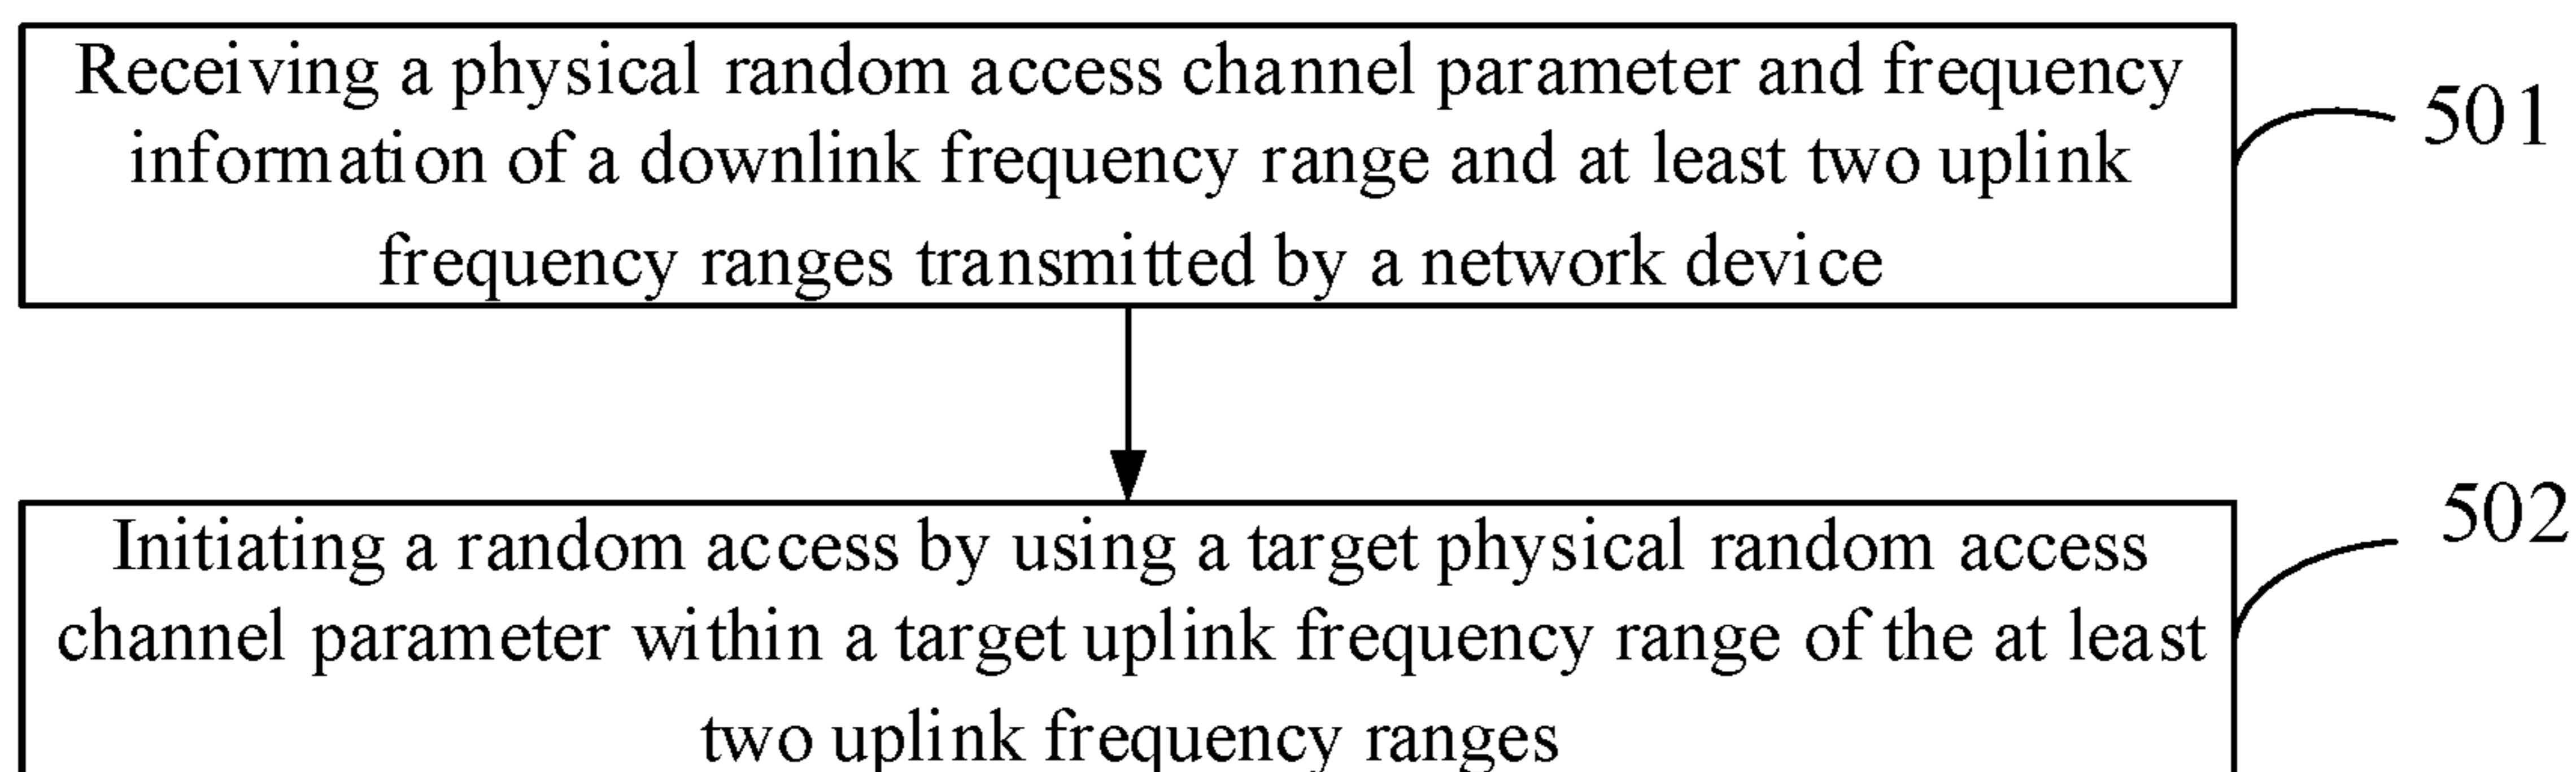 Receiving a physical random access channel parameter and frequency
information of a downlink frequency range and at least two uplink
frequency ranges transmitted by a network device
501
Initiating a random access by using a target physical random access
channel parameter within a target uplink frequency range of the at least
two uplink frequency ranges
502